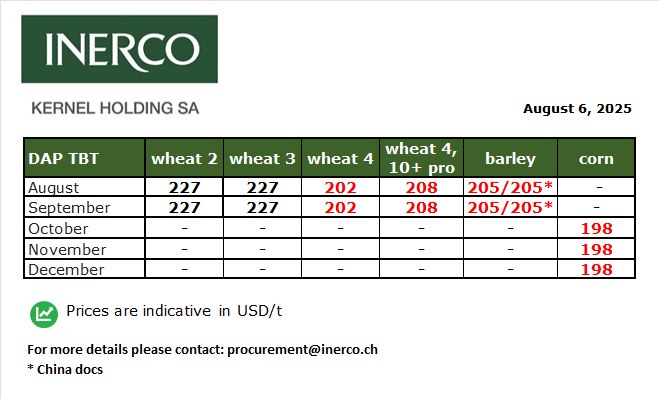 INERCO
KERNEL HOLDING SA
August 6, 2025
DAP TBT wheat 2 wheat 3 wheat 4 wheat 4, 10+ pro barley corn
August 227 227 202 208 205/205* -
September 227 227 202 208 205/205* -
October - - - - - 198
November - - - - - 198
December - - - - - 198
Prices are indicative in USD/t
For more details please contact: procurement@inerco.ch
* China docs